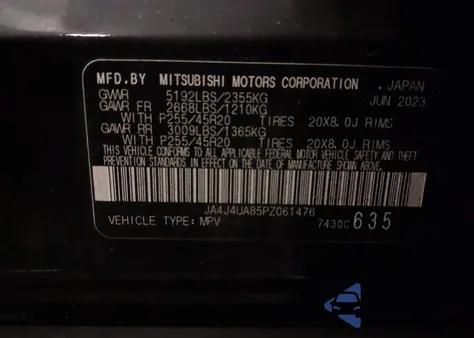 MFD.BY MITSUBISHI MOTORS CORPORATION . JAPAN
GVWR 5192LBS/2355KG JUN 2023
GAWR FR 2668LBS/1210KG
WITH P255/45R20 TIRES 20X8.0J RIMS
GAWR RR 3009LBS/1365KG
WITH P255/45R20 TIRES 20X8.0J RIMS
THIS VEHICLE CONFORMS TO ALL APPLICABLE FEDERAL MOTOR VEHICLE SAFETY AND THEFT
PREVENTION STANDARDS IN EFFECT ON THE DATE OF MANUFACTURE SHOWN ABOVE.
JA4J4UA85PZ061476
VEHICLE TYPE: MPV 7430C 635